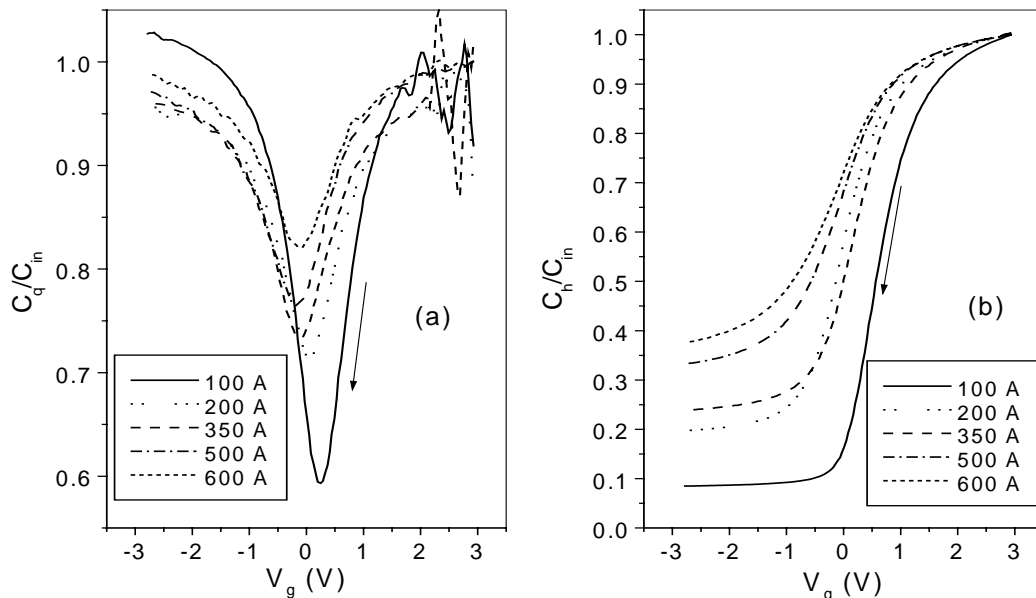 C_q/C_in
1.0
0.9
0.8
0.7
0.6
-3 -2 -1 0 1 2 3
V_g (V)
(a)
100 A
200 A
350 A
500 A
600 A
C_h/C_in
1.0
0.9
0.8
0.7
0.6
0.5
0.4
0.3
0.2
0.1
0.0
-3 -2 -1 0 1 2 3
V_g (V)
(b)
100 A
200 A
350 A
500 A
600 A